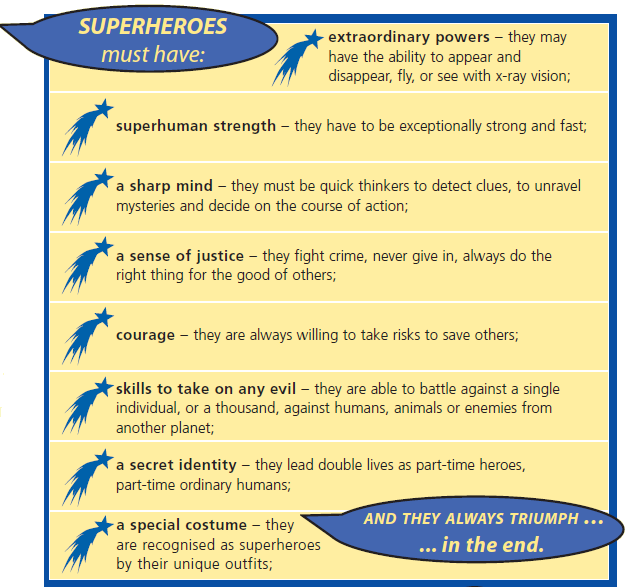 SUPERHEROES
must have:
extraordinary powers – they may
have the ability to appear and
disappear, fly, or see with x-ray vision;
superhuman strength – they have to be exceptionally strong and fast;
a sharp mind – they must be quick thinkers to detect clues, to unravel
mysteries and decide on the course of action;
a sense of justice – they fight crime, never give in, always do the
right thing for the good of others;
courage – they are always willing to take risks to save others;
skills to take on any evil – they are able to battle against a single
individual, or a thousand, against humans, animals or enemies from
another planet;
a secret identity – they lead double lives as part-time heroes,
part-time ordinary humans;
a special costume – they
are recognised as superheroes
by their unique outfits;
AND THEY ALWAYS TRIUMPH ...
... in the end.